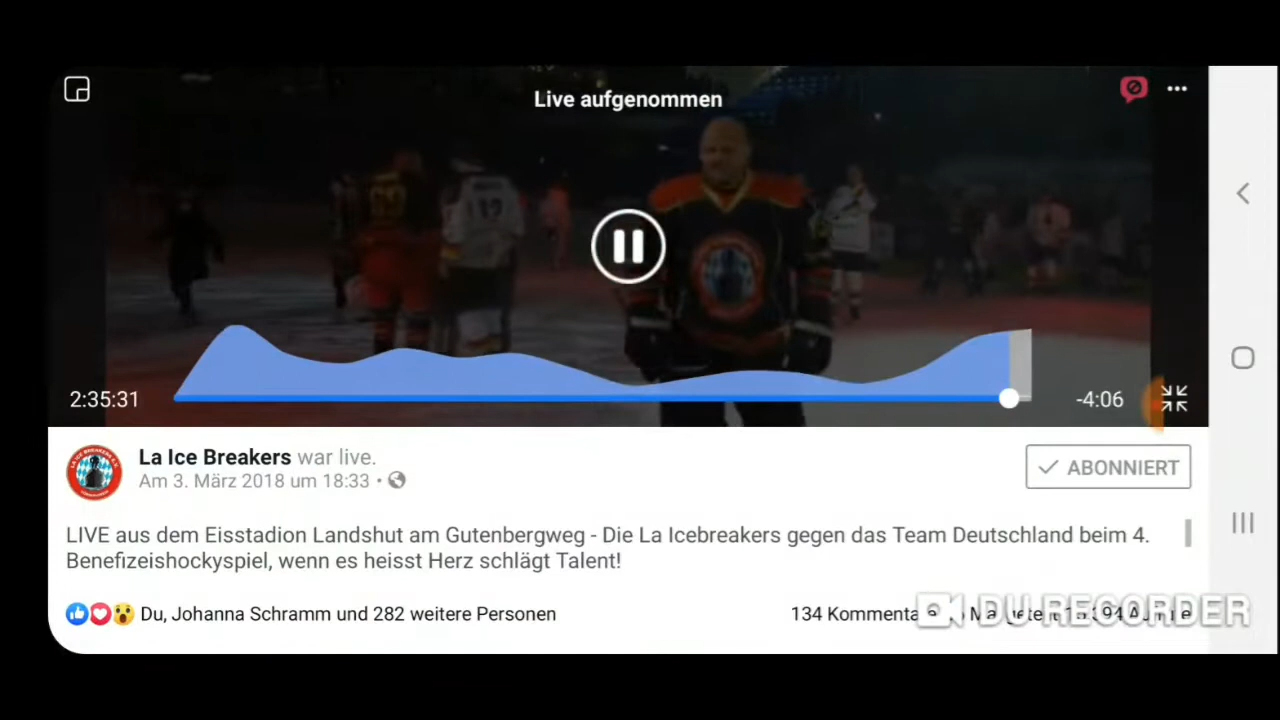 Live aufgenommen
19
2:35:31
-4:06
La Ice Breakers war live.
Am 3. März 2018 um 18:33 •
ABONNIERT
LIVE aus dem Eisstadion Landshut am Gutenbergweg - Die La Icebreakers gegen das Team Deutschland beim 4.
Benefizeishockyspiel, wenn es heisst Herz schlägt Talent!
Du, Johanna Schramm und 282 weitere Personen
134 Kommentare
DU RECORDER